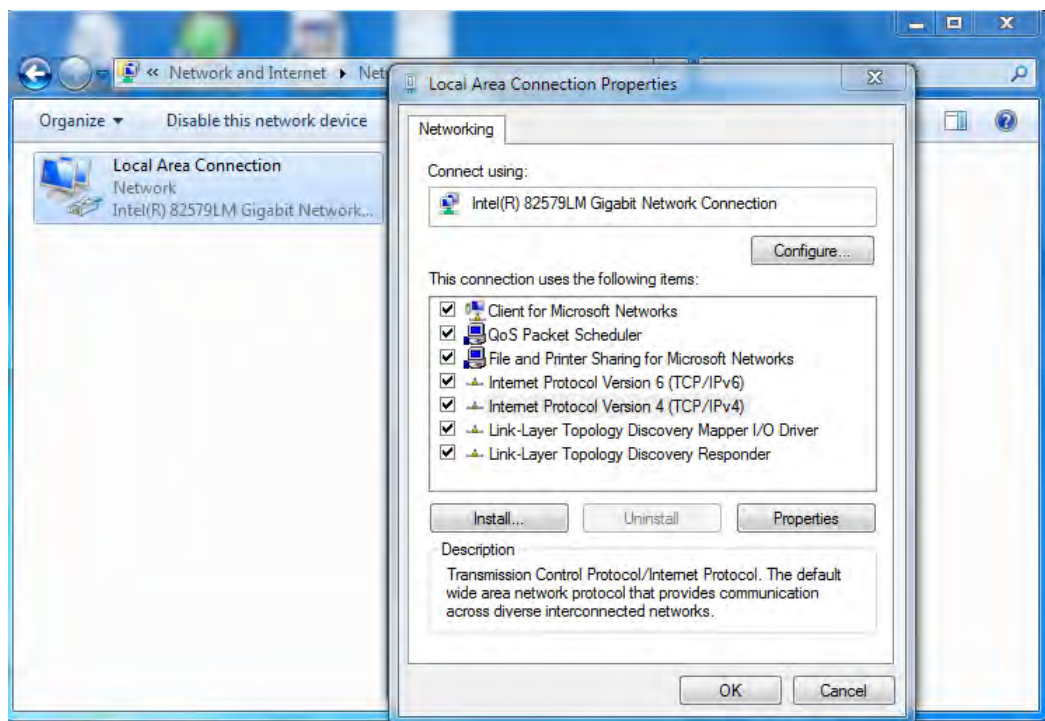 « Network and Internet ▸ Net
Organize ▾ Disable this network device
Local Area Connection
Network
Intel(R) 82579LM Gigabit Network...
Local Area Connection Properties
Networking
Connect using:
Intel(R) 82579LM Gigabit Network Connection
Configure...
This connection uses the following items:
Client for Microsoft Networks
QoS Packet Scheduler
File and Printer Sharing for Microsoft Networks
Internet Protocol Version 6 (TCP/IPv6)
Internet Protocol Version 4 (TCP/IPv4)
Link-Layer Topology Discovery Mapper I/O Driver
Link-Layer Topology Discovery Responder
Install... Uninstall Properties
Description
Transmission Control Protocol/Internet Protocol. The default
wide area network protocol that provides communication
across diverse interconnected networks.
OK Cancel